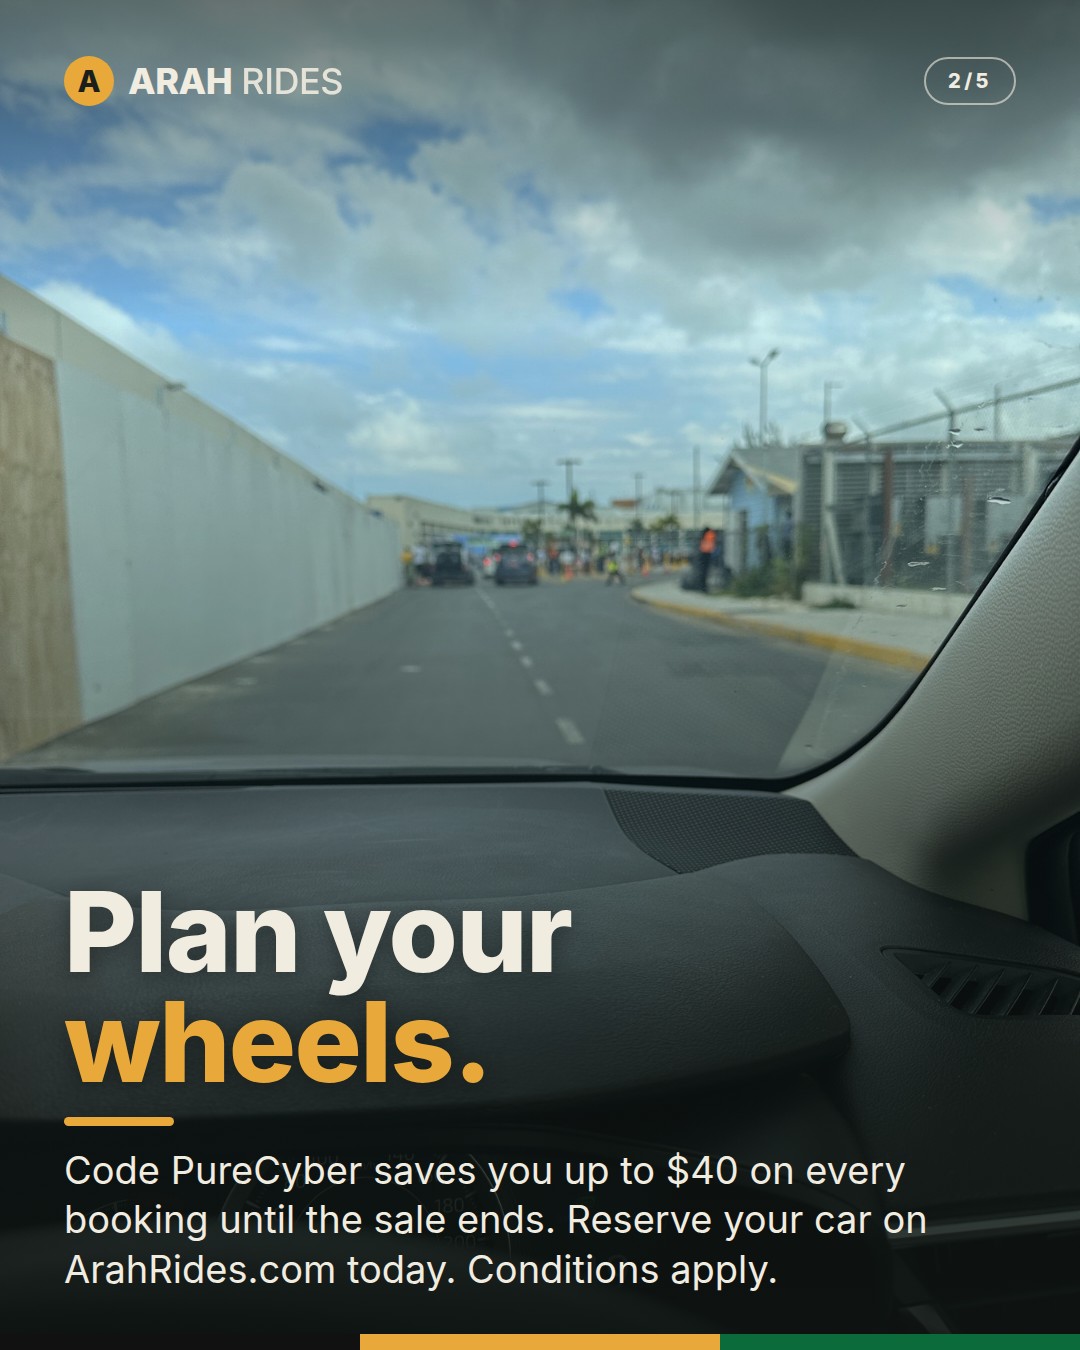 A ARAH RIDES
2/5
Plan your
wheels.
Code PureCyber saves you up to $40 on every
booking until the sale ends. Reserve your car on
ArahRides.com today. Conditions apply.
180